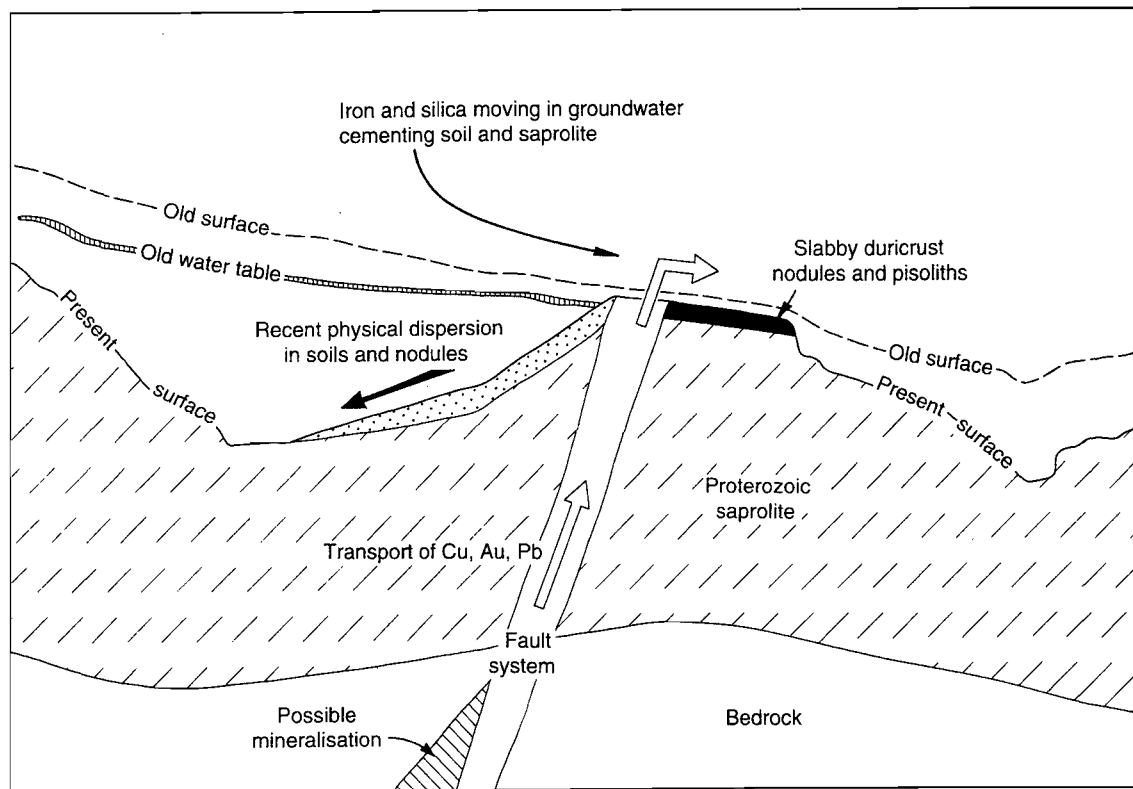 Iron and silica moving in groundwater
cementing soil and saprolite
Old surface
Old water table
Slabby duricrust
nodules and pisoliths
Present
surface
Recent physical dispersion
in soils and nodules
Old surface
Present
surface
Proterozoic
saprolite
Transport of Cu, Au, Pb
Fault
system
Possible
mineralisation
Bedrock